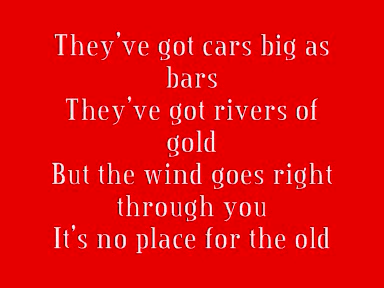 They've got cars big as
bars
They've got rivers of
gold
But the wind goes right
through you
It's no place for the old